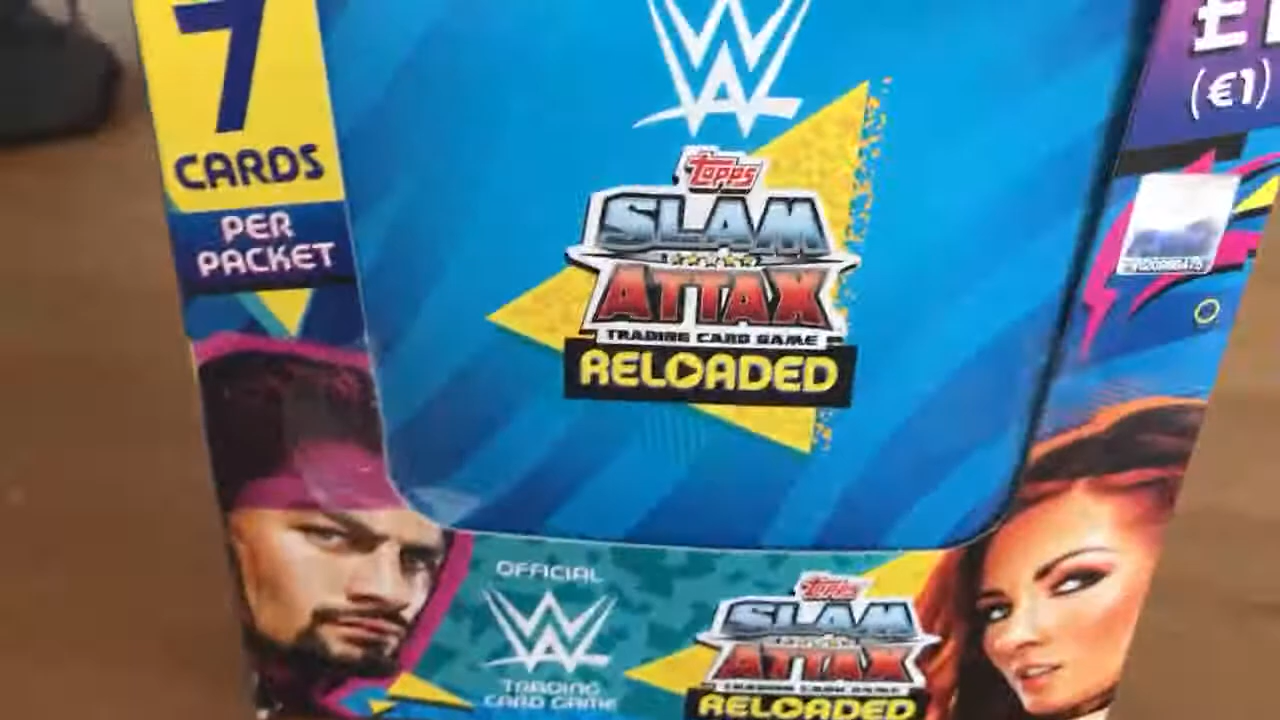 7
CARDS
PER
PACKET
W
Topps
SLAM
ATTAX
TRADING CARD GAME
RELOADED
(€1)
OFFICIAL
W
TRADING
CARD GAME
Topps
SLAM
ATTAX
TRADING CARD GAME
RELOADED